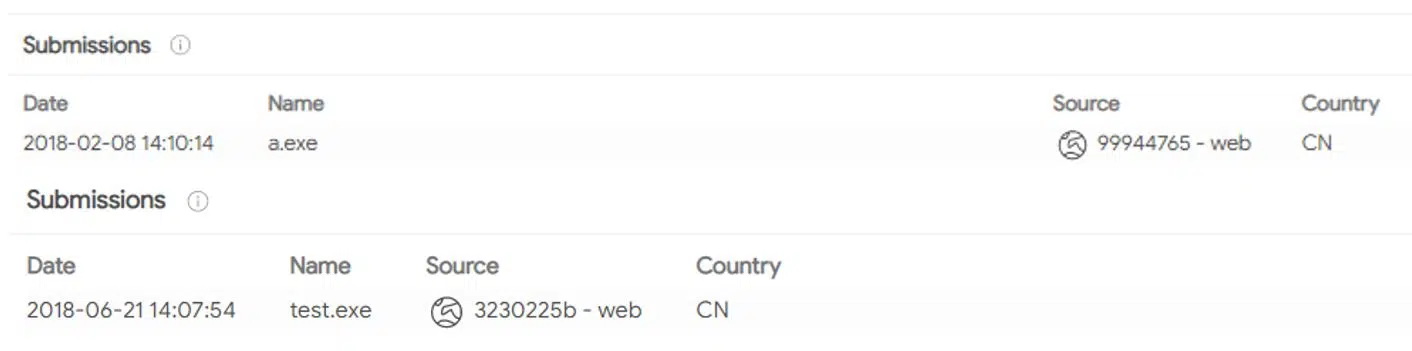 Submissions
Date Name Source Country
2018-02-08 14:10:14 a.exe 99944765 - web CN
Submissions
Date Name Source Country
2018-06-21 14:07:54 test.exe 3230225b - web CN